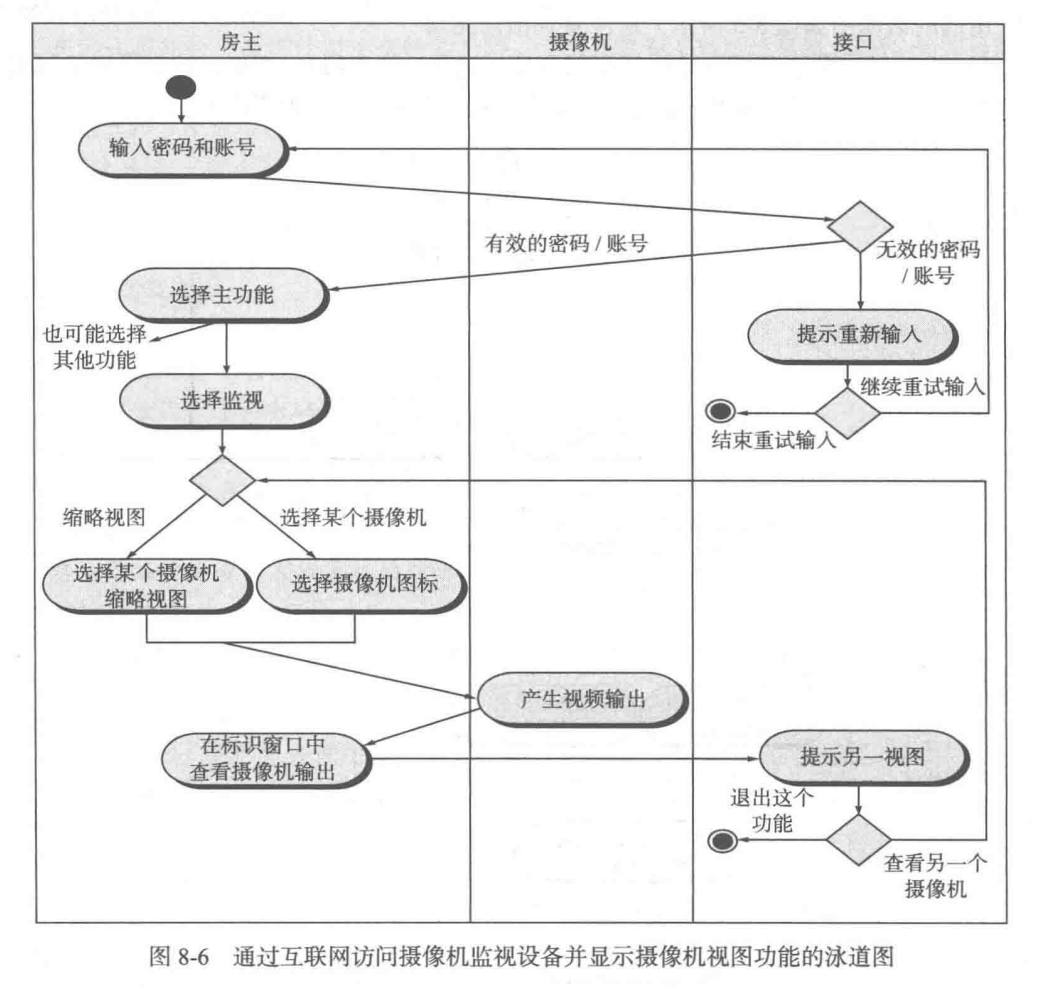 房主
摄像机
接口
输入密码和账号
有效的密码 / 账号
无效的密码
/ 账号
选择主功能
也可能选择
其他功能
提示重新输入
选择监视
继续重试输入
结束重试输入
缩略视图
选择某个摄像机
选择某个摄像机
缩略视图
选择摄像机图标
产生视频输出
在标识窗口中
查看摄像机输出
提示另一视图
退出这个
功能
查看另一个
摄像机
图 8-6 通过互联网访问摄像机监视设备并显示摄像机视图功能的泳道图